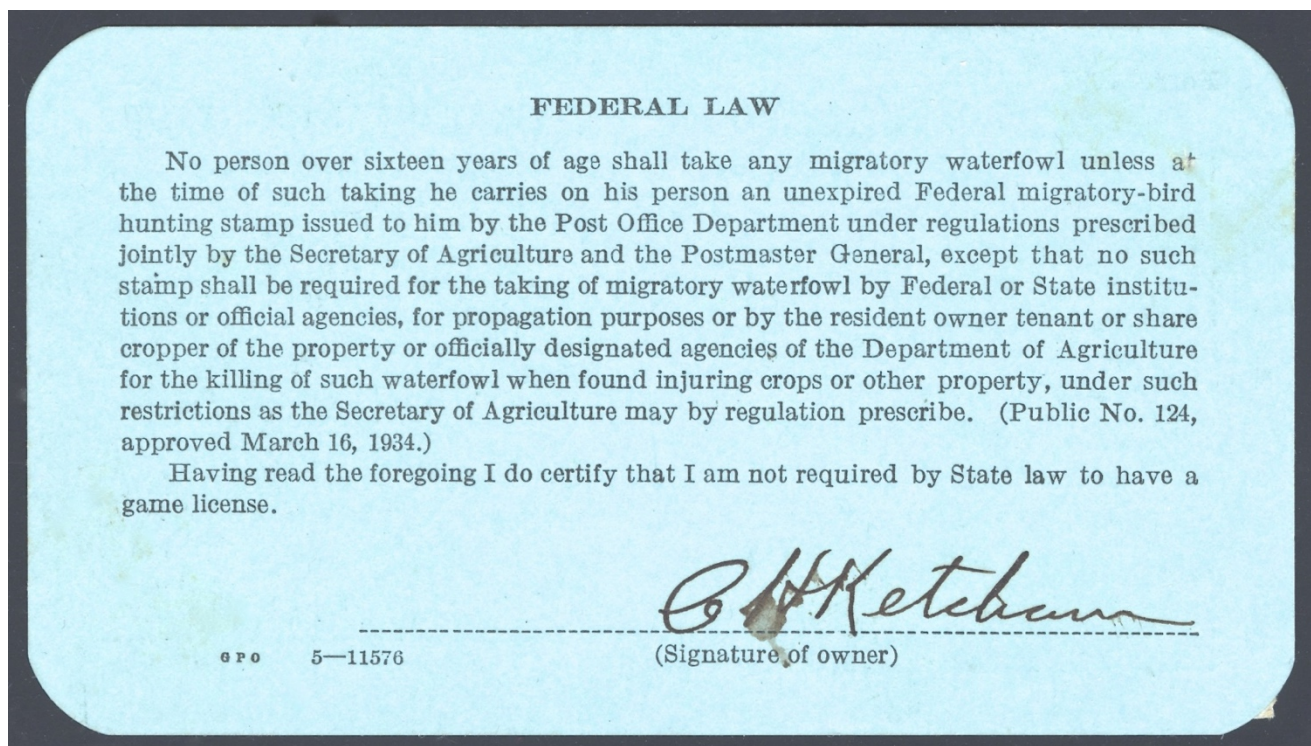 FEDERAL LAW
No person over sixteen years of age shall take any migratory waterfowl unless at
the time of such taking he carries on his person an unexpired Federal migratory-bird
hunting stamp issued to him by the Post Office Department under regulations prescribed
jointly by the Secretary of Agriculture and the Postmaster General, except that no such
stamp shall be required for the taking of migratory waterfowl by Federal or State institu-
tions or official agencies, for propagation purposes or by the resident owner tenant or share
cropper of the property or officially designated agencies of the Department of Agriculture
for the killing of such waterfowl when found injuring crops or other property, under such
restrictions as the Secretary of Agriculture may by regulation prescribe. (Public No. 124,
approved March 16, 1934.)
Having read the foregoing I do certify that I am not required by State law to have a
game license.
C H Ketcham
GPO 5—11576 (Signature of owner)